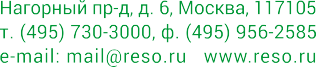 Нагорный пр-д, д. 6, Москва, 117105
т. (495) 730-3000, ф. (495) 956-2585
e-mail: mail@reso.ru www.reso.ru